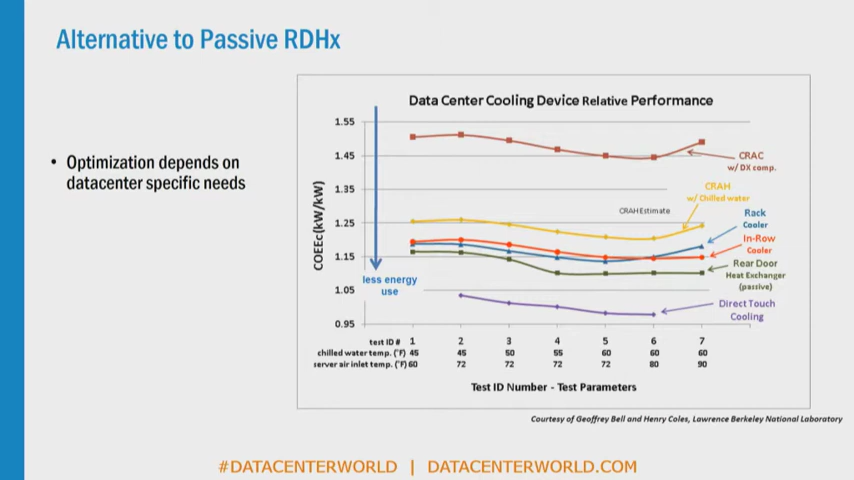 Alternative to Passive RDHx
• Optimization depends on
datacenter specific needs
Data Center Cooling Device Relative Performance
COEEc(kW/kW)
1.55
1.45
1.35
1.25
1.15
1.05
0.95
less energy
use
CRAC
w/ DX comp.
CRAH
w/ Chilled water
CRAH Estimate
Rack
Cooler
In-Row
Cooler
Rear Door
Heat Exchanger
(passive)
Direct Touch
Cooling
test ID # 1 2 3 4 5 6 7
chilled water temp. (°F) 45 45 50 55 60 60 60
server air inlet temp. (°F) 60 72 72 72 72 80 90
Test ID Number - Test Parameters
Courtesy of Geoffrey Bell and Henry Coles, Lawrence Berkeley National Laboratory
#DATACENTERWORLD | DATACENTERWORLD.COM